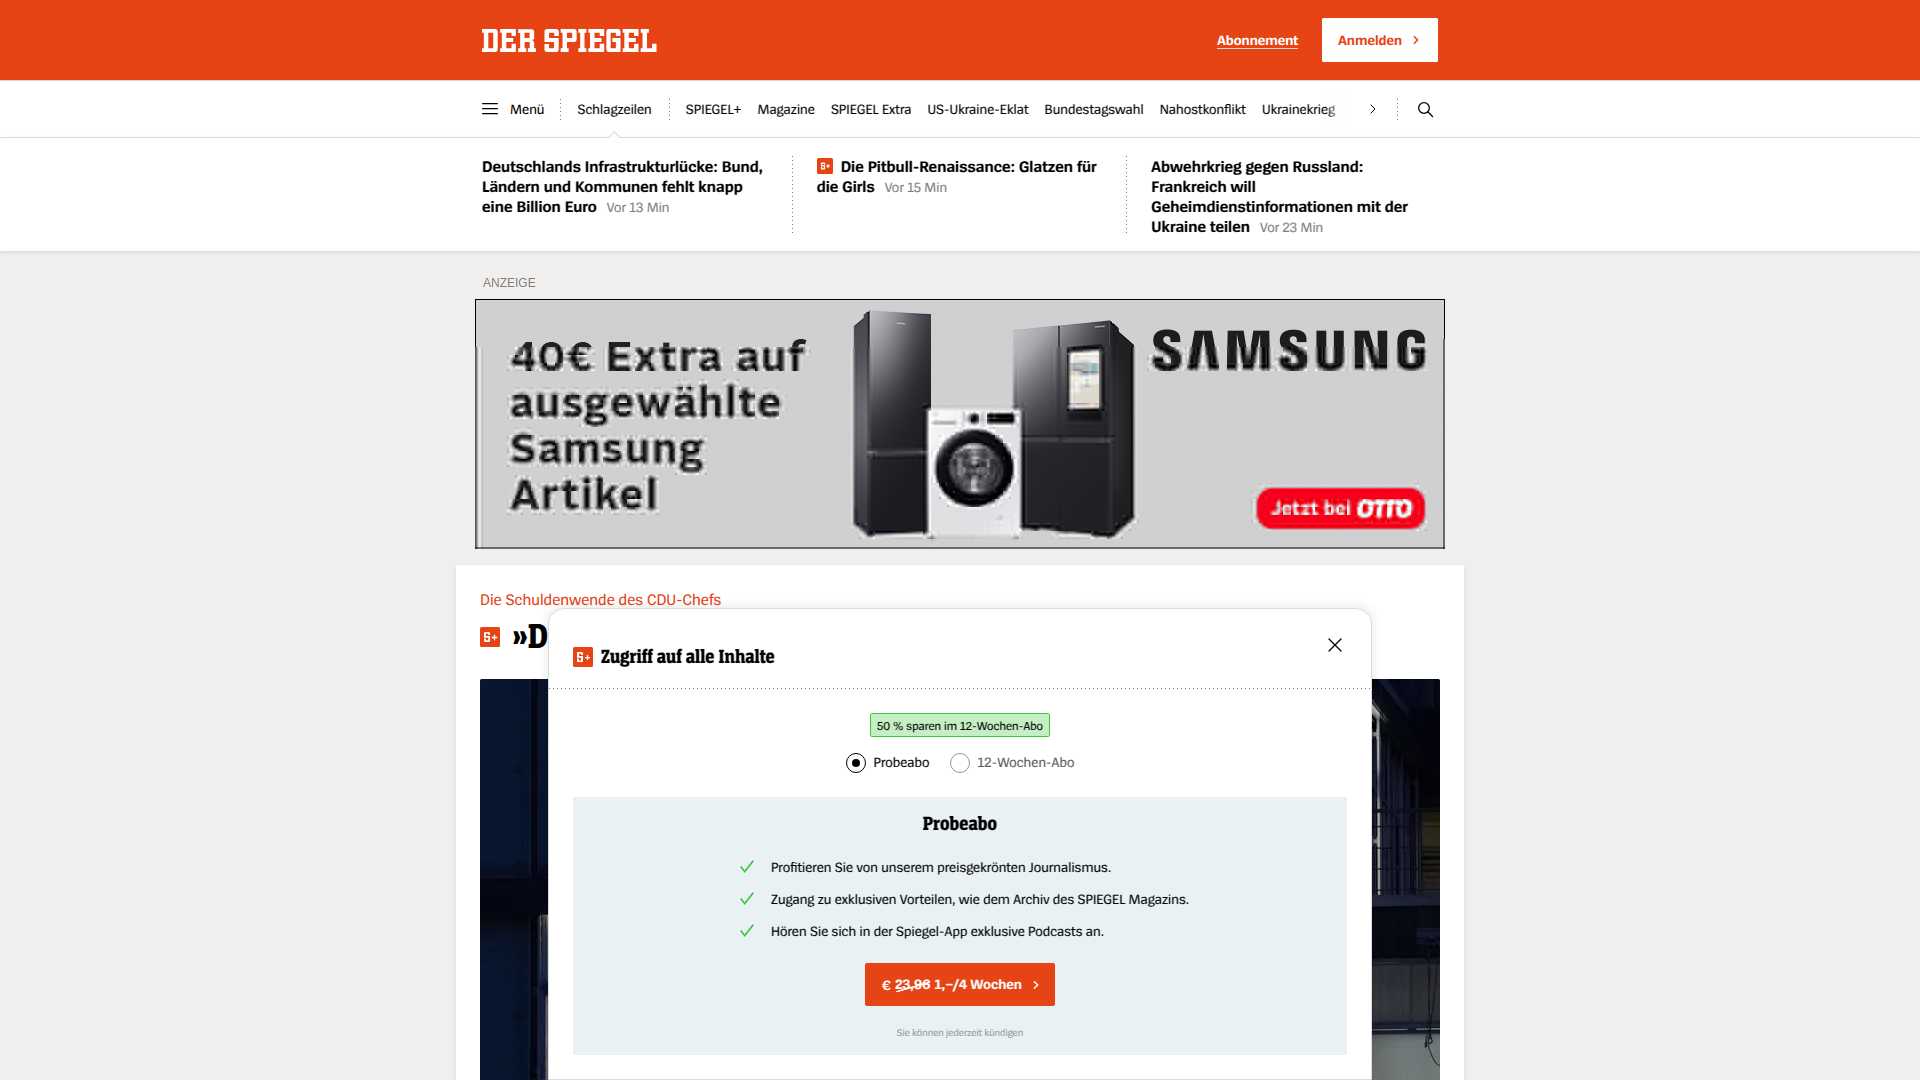 DER SPIEGEL
Abonnement
Anmelden
Menü
Schlagzeilen
SPIEGEL+
Magazine
SPIEGEL Extra
US-Ukraine-Eklat
Bundestagswahl
Nahostkonflikt
Ukrainekrieg
Deutschlands Infrastrukturlücke: Bund,
Ländern und Kommunen fehlt knapp
eine Billion Euro Vor 13 Min
Die Pitbull-Renaissance: Glatzen für
die Girls Vor 15 Min
Abwehrkrieg gegen Russland:
Frankreich will
Geheimdienstinformationen mit der
Ukraine teilen Vor 23 Min
ANZEIGE
40€ Extra auf
ausgewählte
Samsung
Artikel
SAMSUNG
Jetzt bei OTTO
Die Schuldenwende des CDU-Chefs
»D
Zugriff auf alle Inhalte
50 % sparen im 12-Wochen-Abo
Probeabo
12-Wochen-Abo
Probeabo
Profitieren Sie von unserem preisgekrönten Journalismus.
Zugang zu exklusiven Vorteilen, wie dem Archiv des SPIEGEL Magazins.
Hören Sie sich in der Spiegel-App exklusive Podcasts an.
€ 23,96 1,–/4 Wochen
Sie können jederzeit kündigen